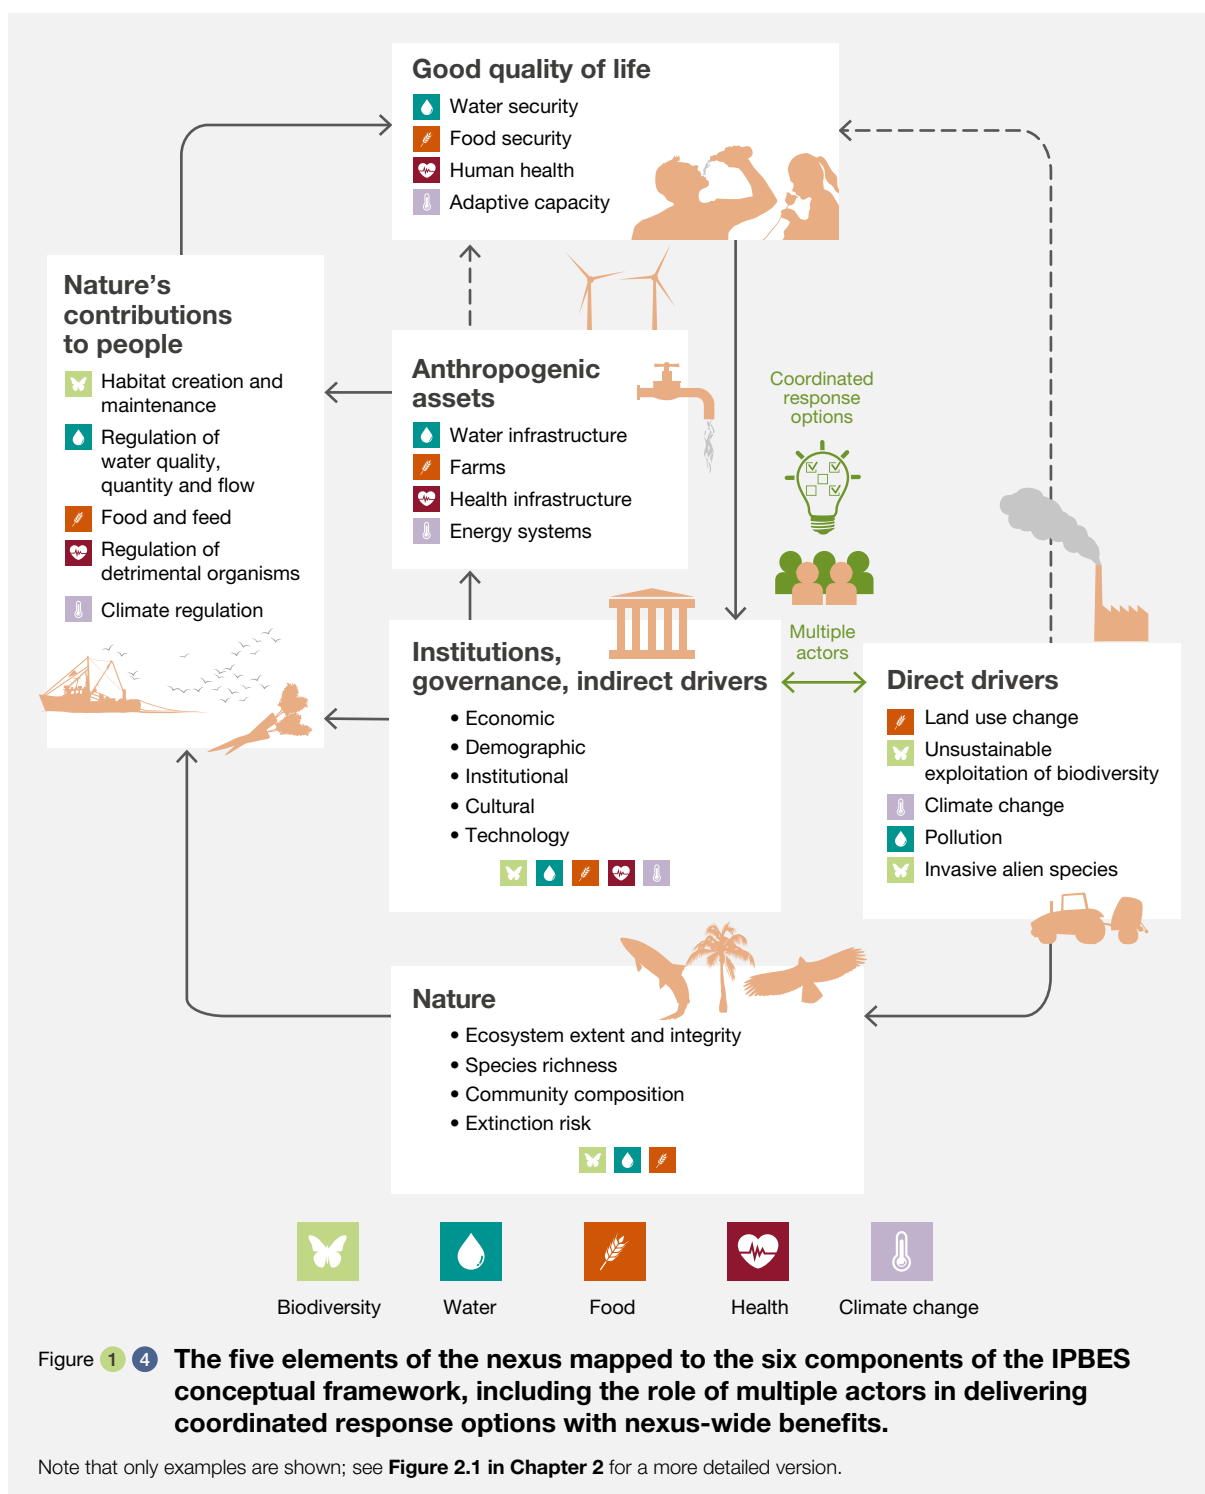 Good quality of life
Water security
Food security
Human health
Adaptive capacity
Nature's
contributions
to people
Habitat creation and
maintenance
Regulation of
water quality,
quantity and flow
Food and feed
Regulation of
detrimental organisms
Climate regulation
Anthropogenic
assets
Water infrastructure
Farms
Health infrastructure
Energy systems
Coordinated
response
options
Multiple
actors
Institutions,
governance, indirect drivers
• Economic
• Demographic
• Institutional
• Cultural
• Technology
Direct drivers
Land use change
Unsustainable
exploitation of biodiversity
Climate change
Pollution
Invasive alien species
Nature
• Ecosystem extent and integrity
• Species richness
• Community composition
• Extinction risk
Biodiversity
Water
Food
Health
Climate change
Figure 1 4 The five elements of the nexus mapped to the six components of the IPBES
conceptual framework, including the role of multiple actors in delivering
coordinated response options with nexus-wide benefits.
Note that only examples are shown; see Figure 2.1 in Chapter 2 for a more detailed version.